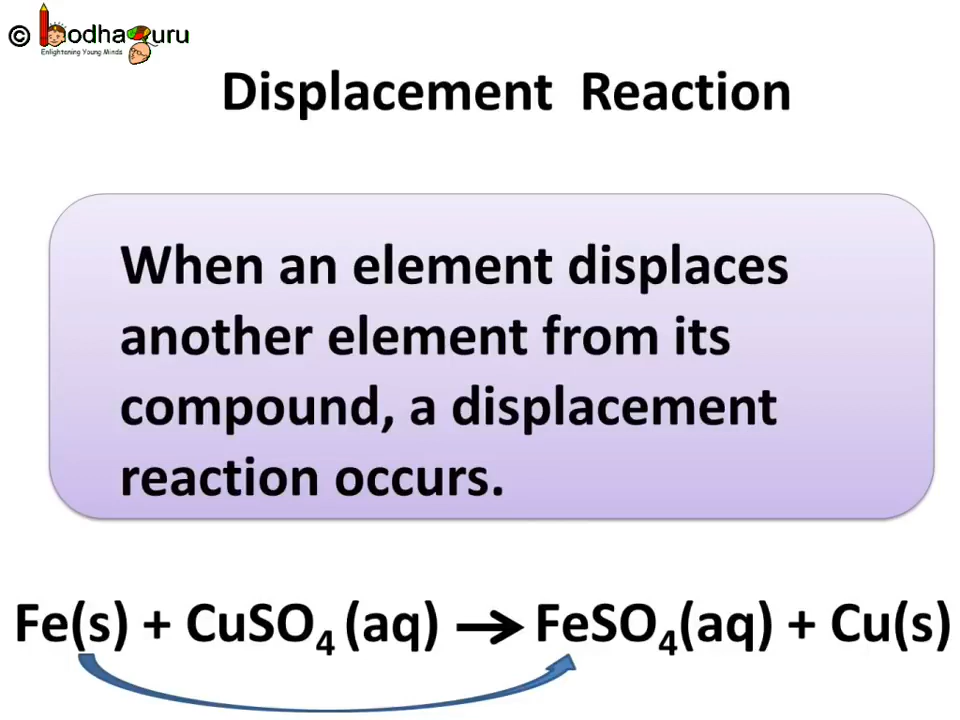 © BodhaGuru
Enlightening Young Minds
Displacement Reaction
When an element displaces
another element from its
compound, a displacement
reaction occurs.
Fe(s) + CuSO₄ (aq) → FeSO₄(aq) + Cu(s)